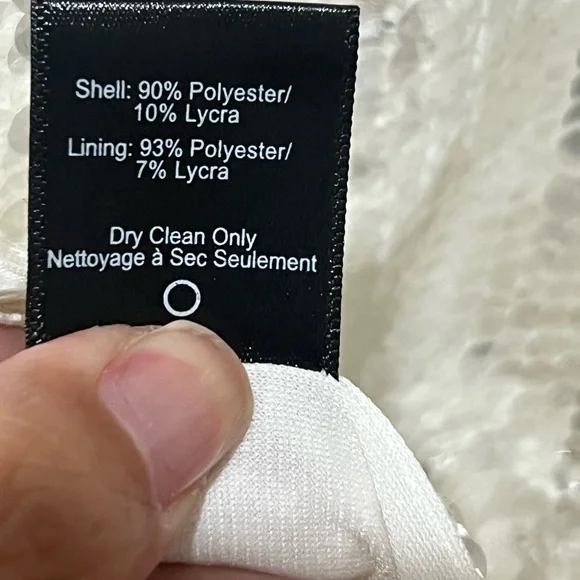 Shell: 90% Polyester/
10% Lycra
Lining: 93% Polyester/
7% Lycra
Dry Clean Only
Nettoyage à Sec Seulement